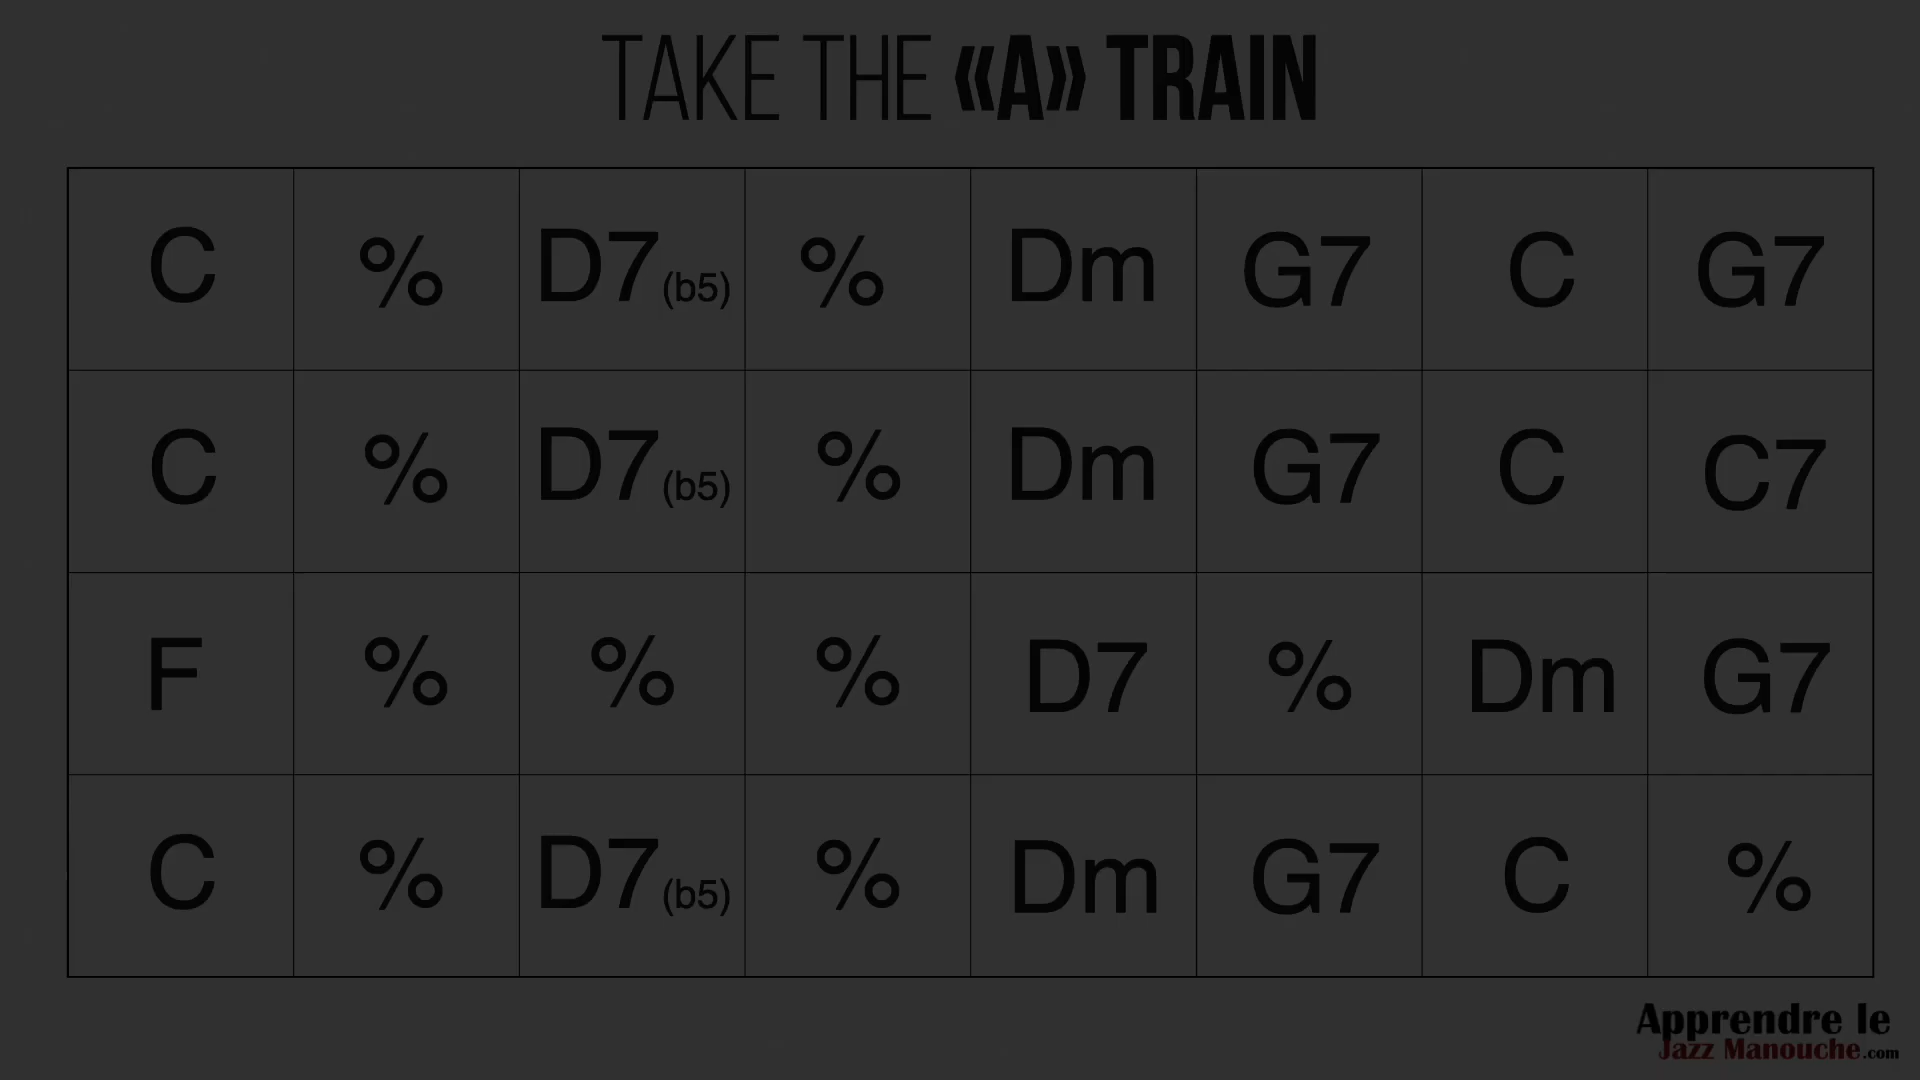 TAKE THE «A» TRAIN
C % D7(b5) % Dm G7 C G7
C % D7(b5) % Dm G7 C C7
F % % % D7 % Dm G7
C % D7(b5) % Dm G7 C %
Apprendre le
Jazz Manouche.com